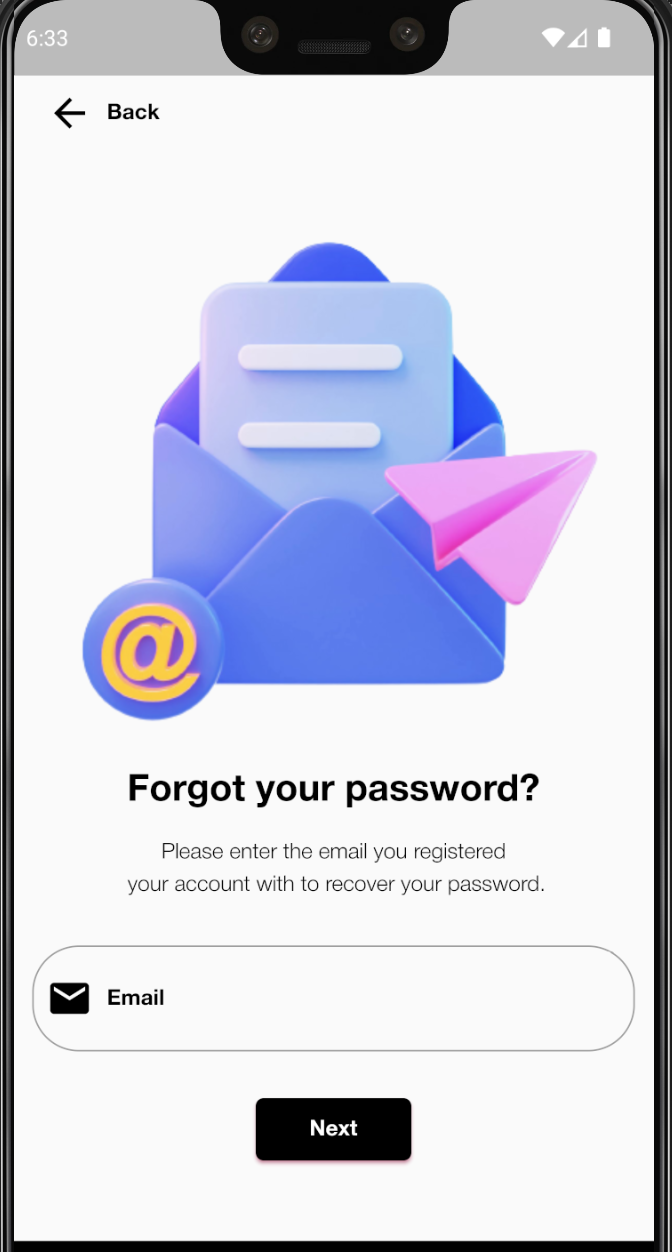 6:33
Back
@
Forgot your password?
Please enter the email you registered
your account with to recover your password.
Email
Next